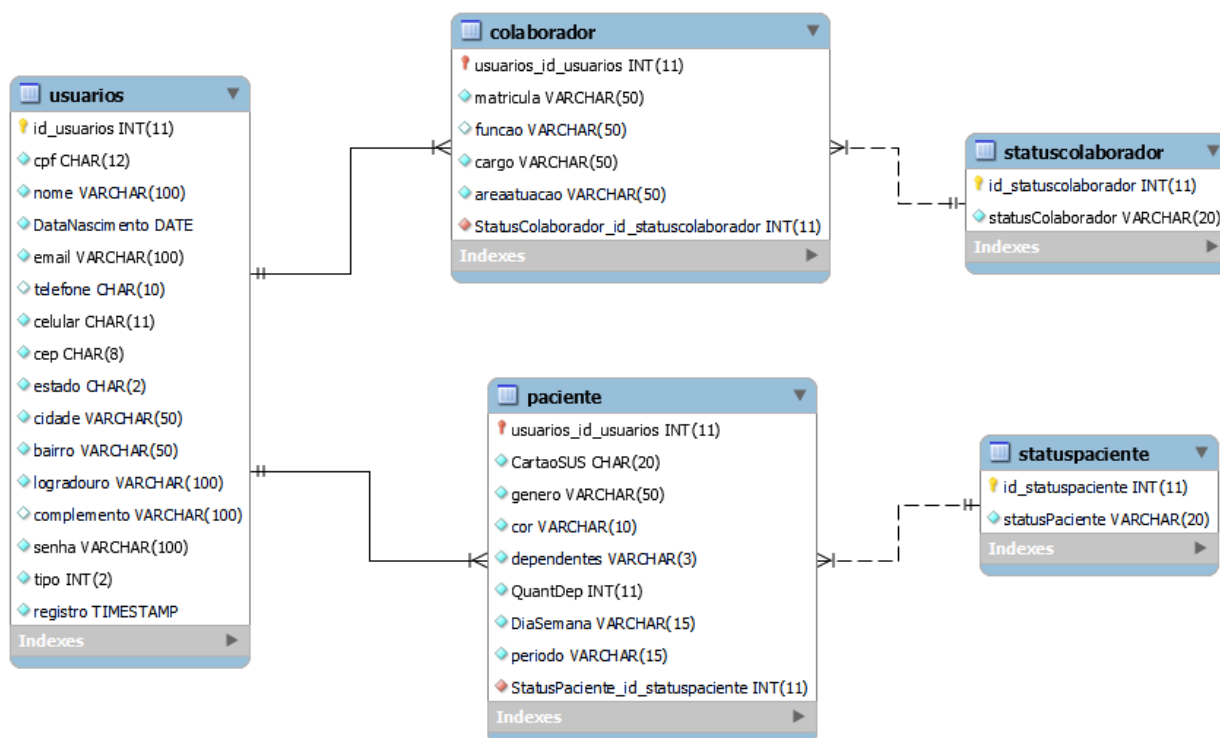 usuarios
id_usuarios INT(11)
cpf CHAR(12)
nome VARCHAR(100)
DataNascimento DATE
email VARCHAR(100)
telefone CHAR(10)
celular CHAR(11)
cep CHAR(8)
estado CHAR(2)
cidade VARCHAR(50)
bairro VARCHAR(50)
logradouro VARCHAR(100)
complemento VARCHAR(100)
senha VARCHAR(100)
tipo INT(2)
registro TIMESTAMP
Indexes
colaborador
usuarios_id_usuarios INT(11)
matricula VARCHAR(50)
funcao VARCHAR(50)
cargo VARCHAR(50)
areaatuacao VARCHAR(50)
StatusColaborador_id_statuscolaborador INT(11)
Indexes
statuscolaborador
id_statuscolaborador INT(11)
statusColaborador VARCHAR(20)
Indexes
paciente
usuarios_id_usuarios INT(11)
CartaoSUS CHAR(20)
genero VARCHAR(50)
cor VARCHAR(10)
dependentes VARCHAR(3)
QuantDep INT(11)
DiaSemana VARCHAR(15)
periodo VARCHAR(15)
StatusPaciente_id_statuspaciente INT(11)
Indexes
statuspaciente
id_statuspaciente INT(11)
statusPaciente VARCHAR(20)
Indexes